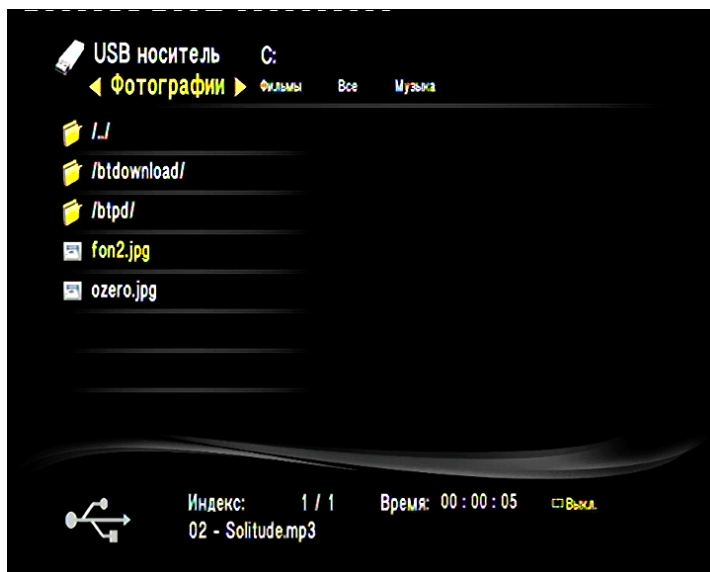 USB носитель C:
Фотографии Фильмы Все Музыка
/../
/btdownload/
/btpd/
fon2.jpg
ozero.jpg
Индекс: 1 / 1 Время: 00 : 00 : 05 Выкл.
02 - Solitude.mp3